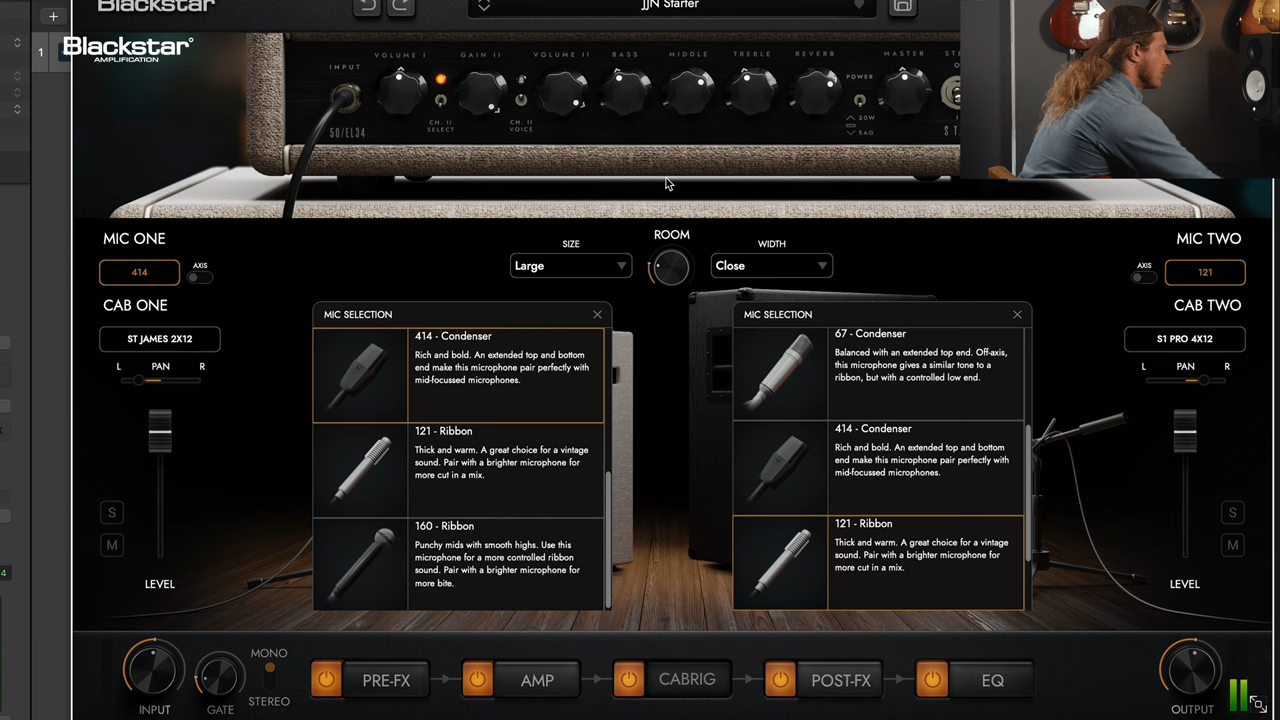 Blackstar
JJN Starter
1
Blackstar
AMPLIFICATION
INPUT
VOLUME I
GAIN II
VOLUME II
BASS
MIDDLE
TREBLE
REVERB
MASTER
POWER
CH. II
SELECT
CH. II
VOICE
50W
SAG
50/EL34
MIC ONE
414
AXIS
CAB ONE
ST JAMES 2X12
L PAN R
S
M
LEVEL
SIZE
Large
ROOM
WIDTH
Close
MIC TWO
AXIS
121
CAB TWO
S1 PRO 4X12
L PAN R
S
M
LEVEL
MIC SELECTION
414 - Condenser
Rich and bold. An extended top and bottom
end make this microphone pair perfectly with
mid-focussed microphones.
121 - Ribbon
Thick and warm. A great choice for a vintage
sound. Pair with a brighter microphone for
more cut in a mix.
160 - Ribbon
Punchy mids with smooth highs. Use this
microphone for a more controlled ribbon
sound. Pair with a brighter microphone for
more bite.
MIC SELECTION
67 - Condenser
Balanced with an extended top end. Off-axis,
this microphone gives a similar tone to a
ribbon, but with a controlled low end.
414 - Condenser
Rich and bold. An extended top and bottom
end make this microphone pair perfectly with
mid-focussed microphones.
121 - Ribbon
Thick and warm. A great choice for a vintage
sound. Pair with a brighter microphone for
more cut in a mix.
4
INPUT
GATE
MONO
STEREO
PRE-FX
AMP
CABRIG
POST-FX
EQ
OUTPUT